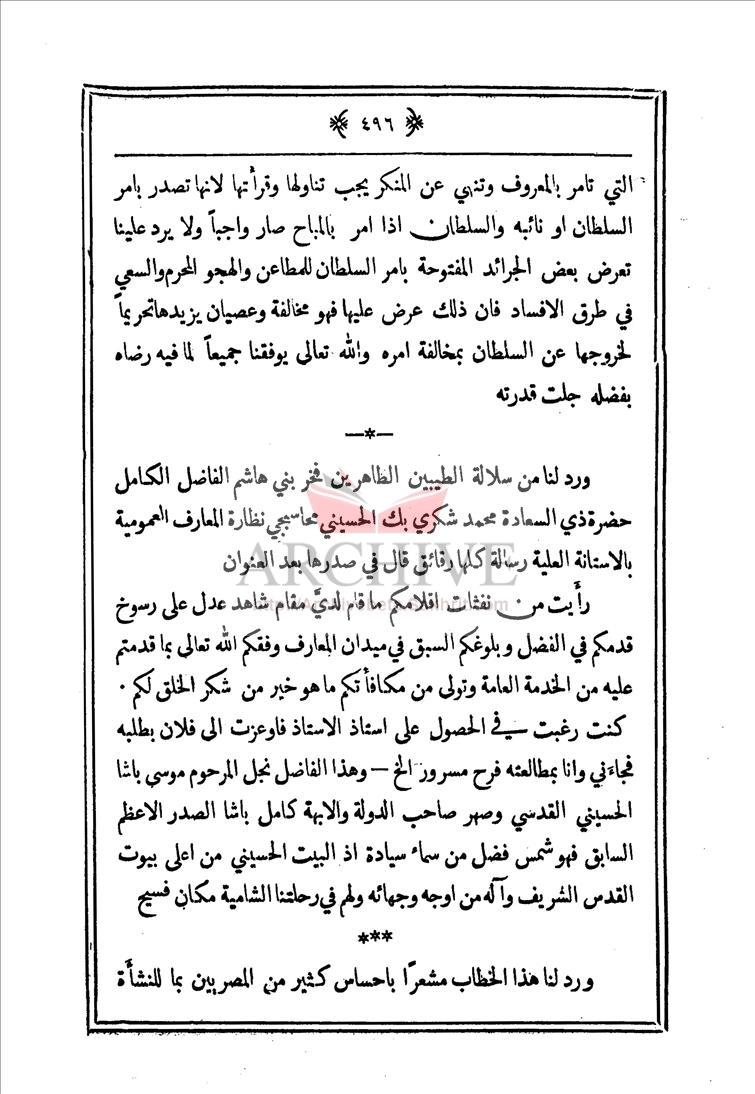 ٤٩٦
التي تامر بالمعروف وتنهي عن المنكر يجب تناولها وقرأتها لانها تصدر بامر
السلطان او نائبه والسلطان اذا امر بالمباح صار واجباً ولا يرد علينا
تعرض بعض الجرائد المفتوحة بامر السلطان للمطاعن والهجو المحرم والسعي
في طرق الافساد فان ذلك عرض عليها فهو مخالفة وعصيان يزيدها تحريماً
لخروجها عن السلطان بمخالفة امره والله تعالى يوفقنا جميعاً لما فيه رضاه
بفضله جلت قدرته
—*—
ورد لنا من سلالة الطيبين الطاهرين فخر بني هاشم الفاضل الكامل
حضرة ذي السعادة محمد شكري بك الحسيني محاسبجي نظارة المعارف العمومية
بالاستانة العلية رسالة كلها رقائق قال في صدرها بعد العنوان
رأيت من نفثات اقلامكم ما قام لديَّ مقام شاهد عدل على رسوخ
قدمكم في الفضل وبلوغكم السبق في ميدان المعارف وفقكم الله تعالى بما قدمتم
عليه من الخدمة العامة وتولى من مكافأتكم ما هو خير من شكر الخلق لكم .
كنت رغبت في الحصول على استاذ الاستاذ فاوعزت الى فلان بطلبه
فجاءني وانا بمطالعته فرح مسرور الخ — وهذا الفاضل نجل المرحوم موسى باشا
الحسيني القدسي وصهر صاحب الدولة والابهة كامل باشا الصدر الاعظم
السابق فهو شمس فضل من سماء سيادة اذ البيت الحسيني من اعلى بيوت
القدس الشريف وآله من اوجه وجهائه ولهم في رحلتنا الشامية مكان فسيح
***
ورد لنا هذا الخطاب مشعرًا باحساس كثير من المصريين بما للنشأة
ARCHIVE